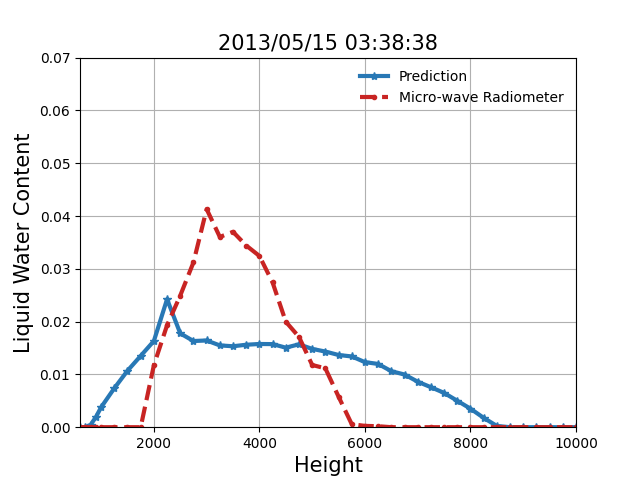 2013/05/15 03:38:38
0.07
0.06
0.05
0.04
0.03
0.02
0.01
0.00
Liquid Water Content
Prediction
Micro-wave Radiometer
2000 4000 6000 8000 10000
Height